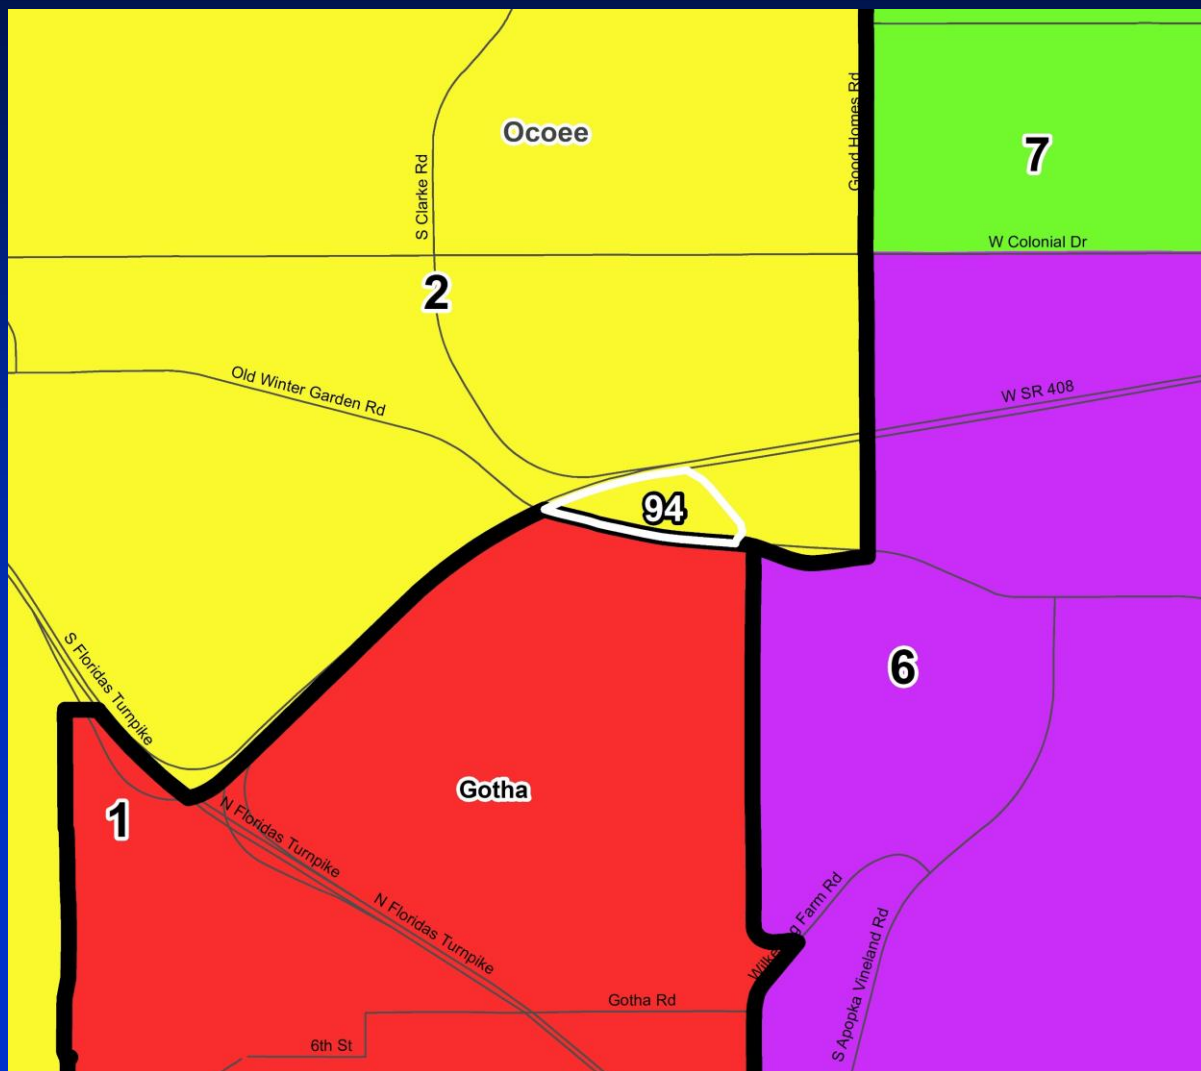 Ocoee
7
Good Homes Rd
S Clarke Rd
W Colonial Dr
2
Old Winter Garden Rd
W SR 408
94
S Floridas Turnpike
6
Gotha
1
N Floridas Turnpike
N Floridas Turnpike
Farm Rd
S Apopka Vineland Rd
Gotha Rd
6th St